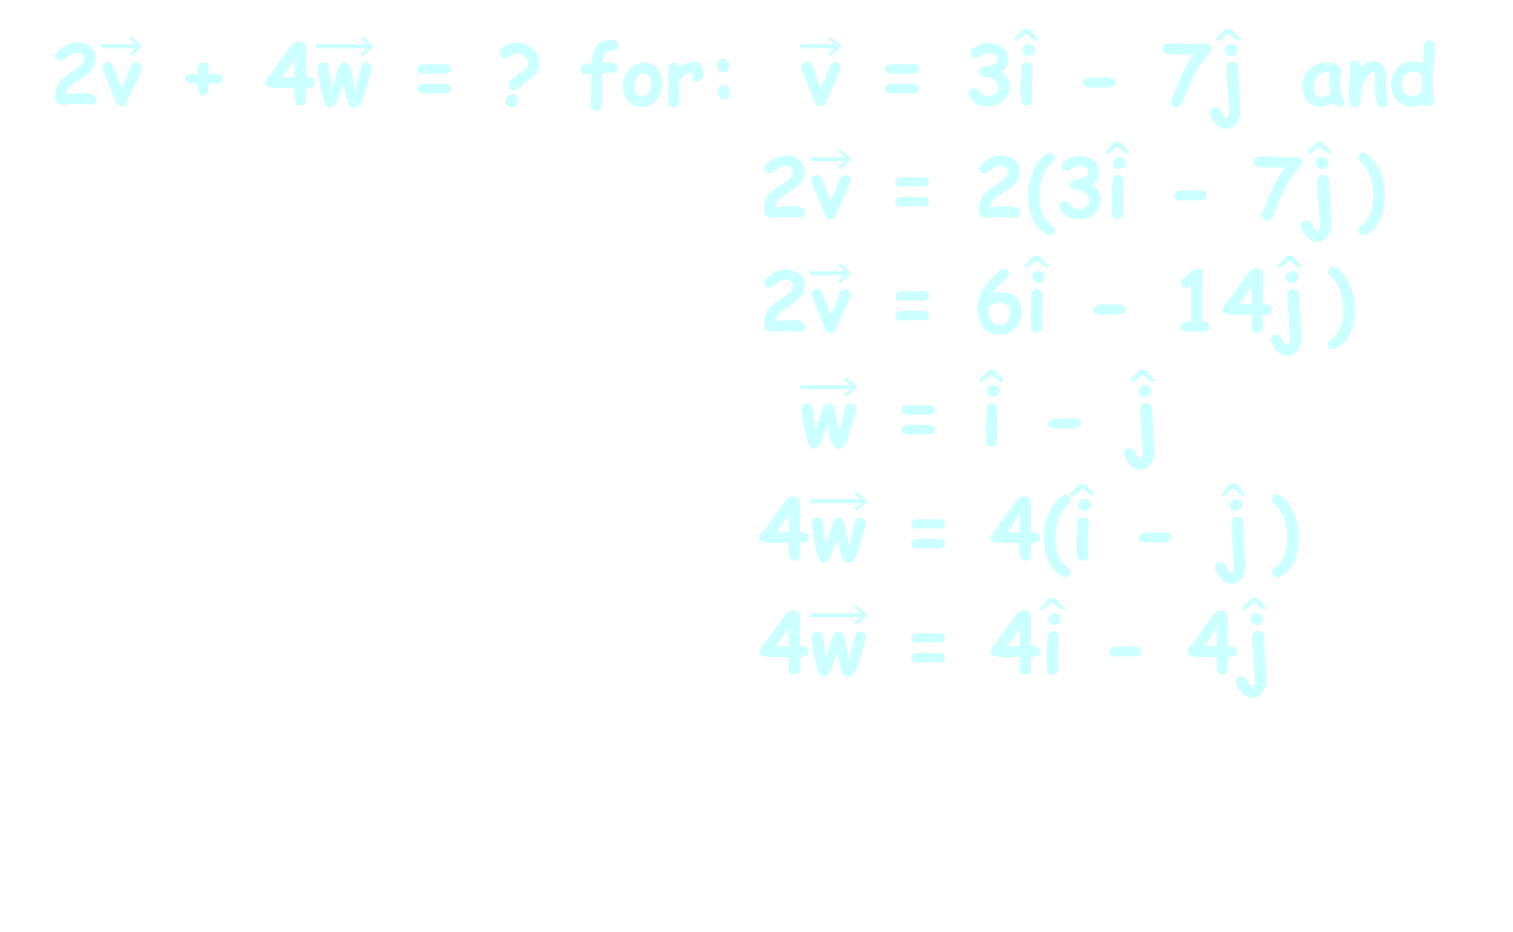 2v⃗ + 4w⃗ = ? for: v⃗ = 3î - 7ĵ and
2v⃗ = 2(3î - 7ĵ)
2v⃗ = 6î - 14ĵ)
w⃗ = î - ĵ
4w⃗ = 4(î - ĵ)
4w⃗ = 4î - 4ĵ